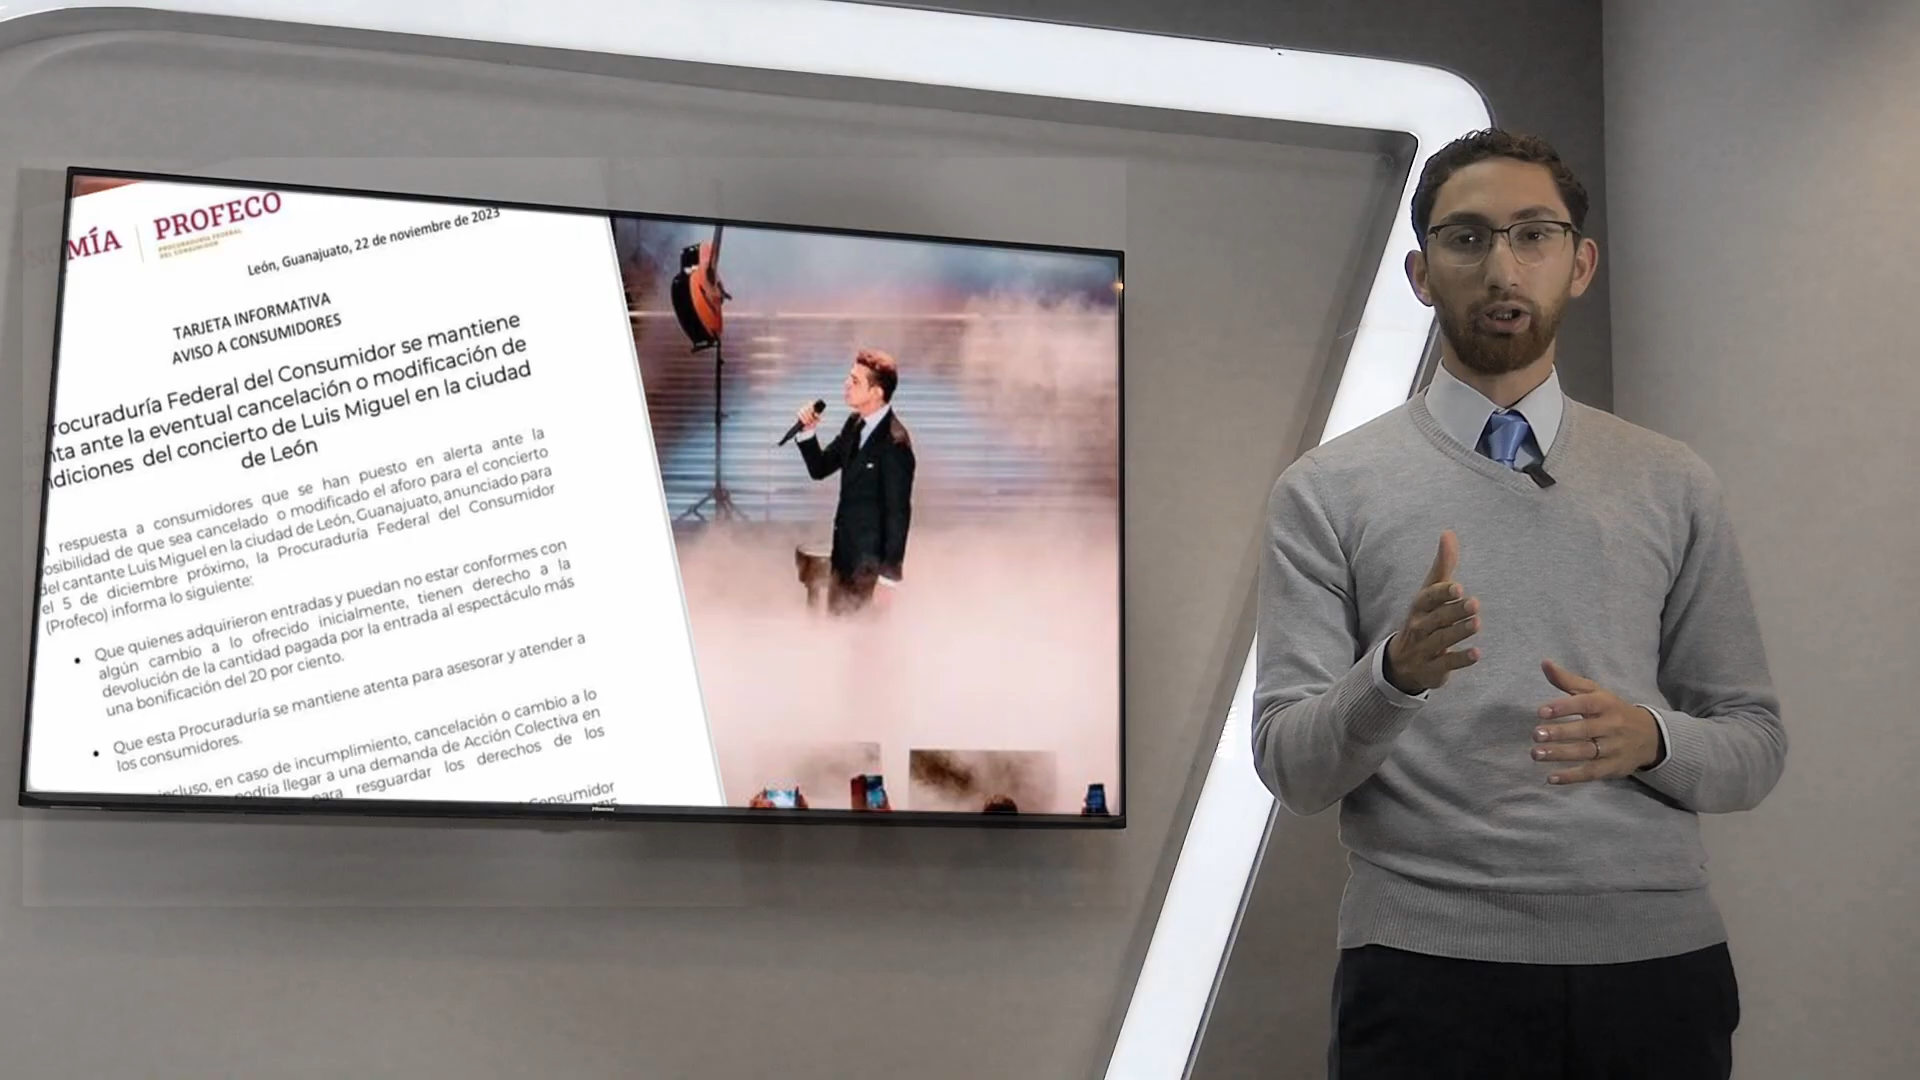 MÍA
PROFECO
PROCURADURÍA FEDERAL
DEL CONSUMIDOR
León, Guanajuato, 22 de noviembre de 2023
TARJETA INFORMATIVA
AVISO A CONSUMIDORES
rocuraduría Federal del Consumidor se mantiene
nta ante la eventual cancelación o modificación de
ndiciones del concierto de Luis Miguel en la ciudad
de León
n respuesta a consumidores que se han puesto en alerta ante la
osibilidad de que sea cancelado o modificado el aforo para el concierto
del cantante Luis Miguel en la ciudad de León, Guanajuato, anunciado para
el 5 de diciembre próximo, la Procuraduría Federal del Consumidor
(Profeco) informa lo siguiente:
• Que quienes adquirieron entradas y puedan no estar conformes con
algún cambio a lo ofrecido inicialmente, tienen derecho a la
devolución de la cantidad pagada por la entrada al espectáculo más
una bonificación del 20 por ciento.
• Que esta Procuraduría se mantiene atenta para asesorar y atender a
los consumidores.
incluso, en caso de incumplimiento, cancelación o cambio a lo
podría llegar a una demanda de Acción Colectiva en
para resguardar los derechos de los
Consumidor
Hisense